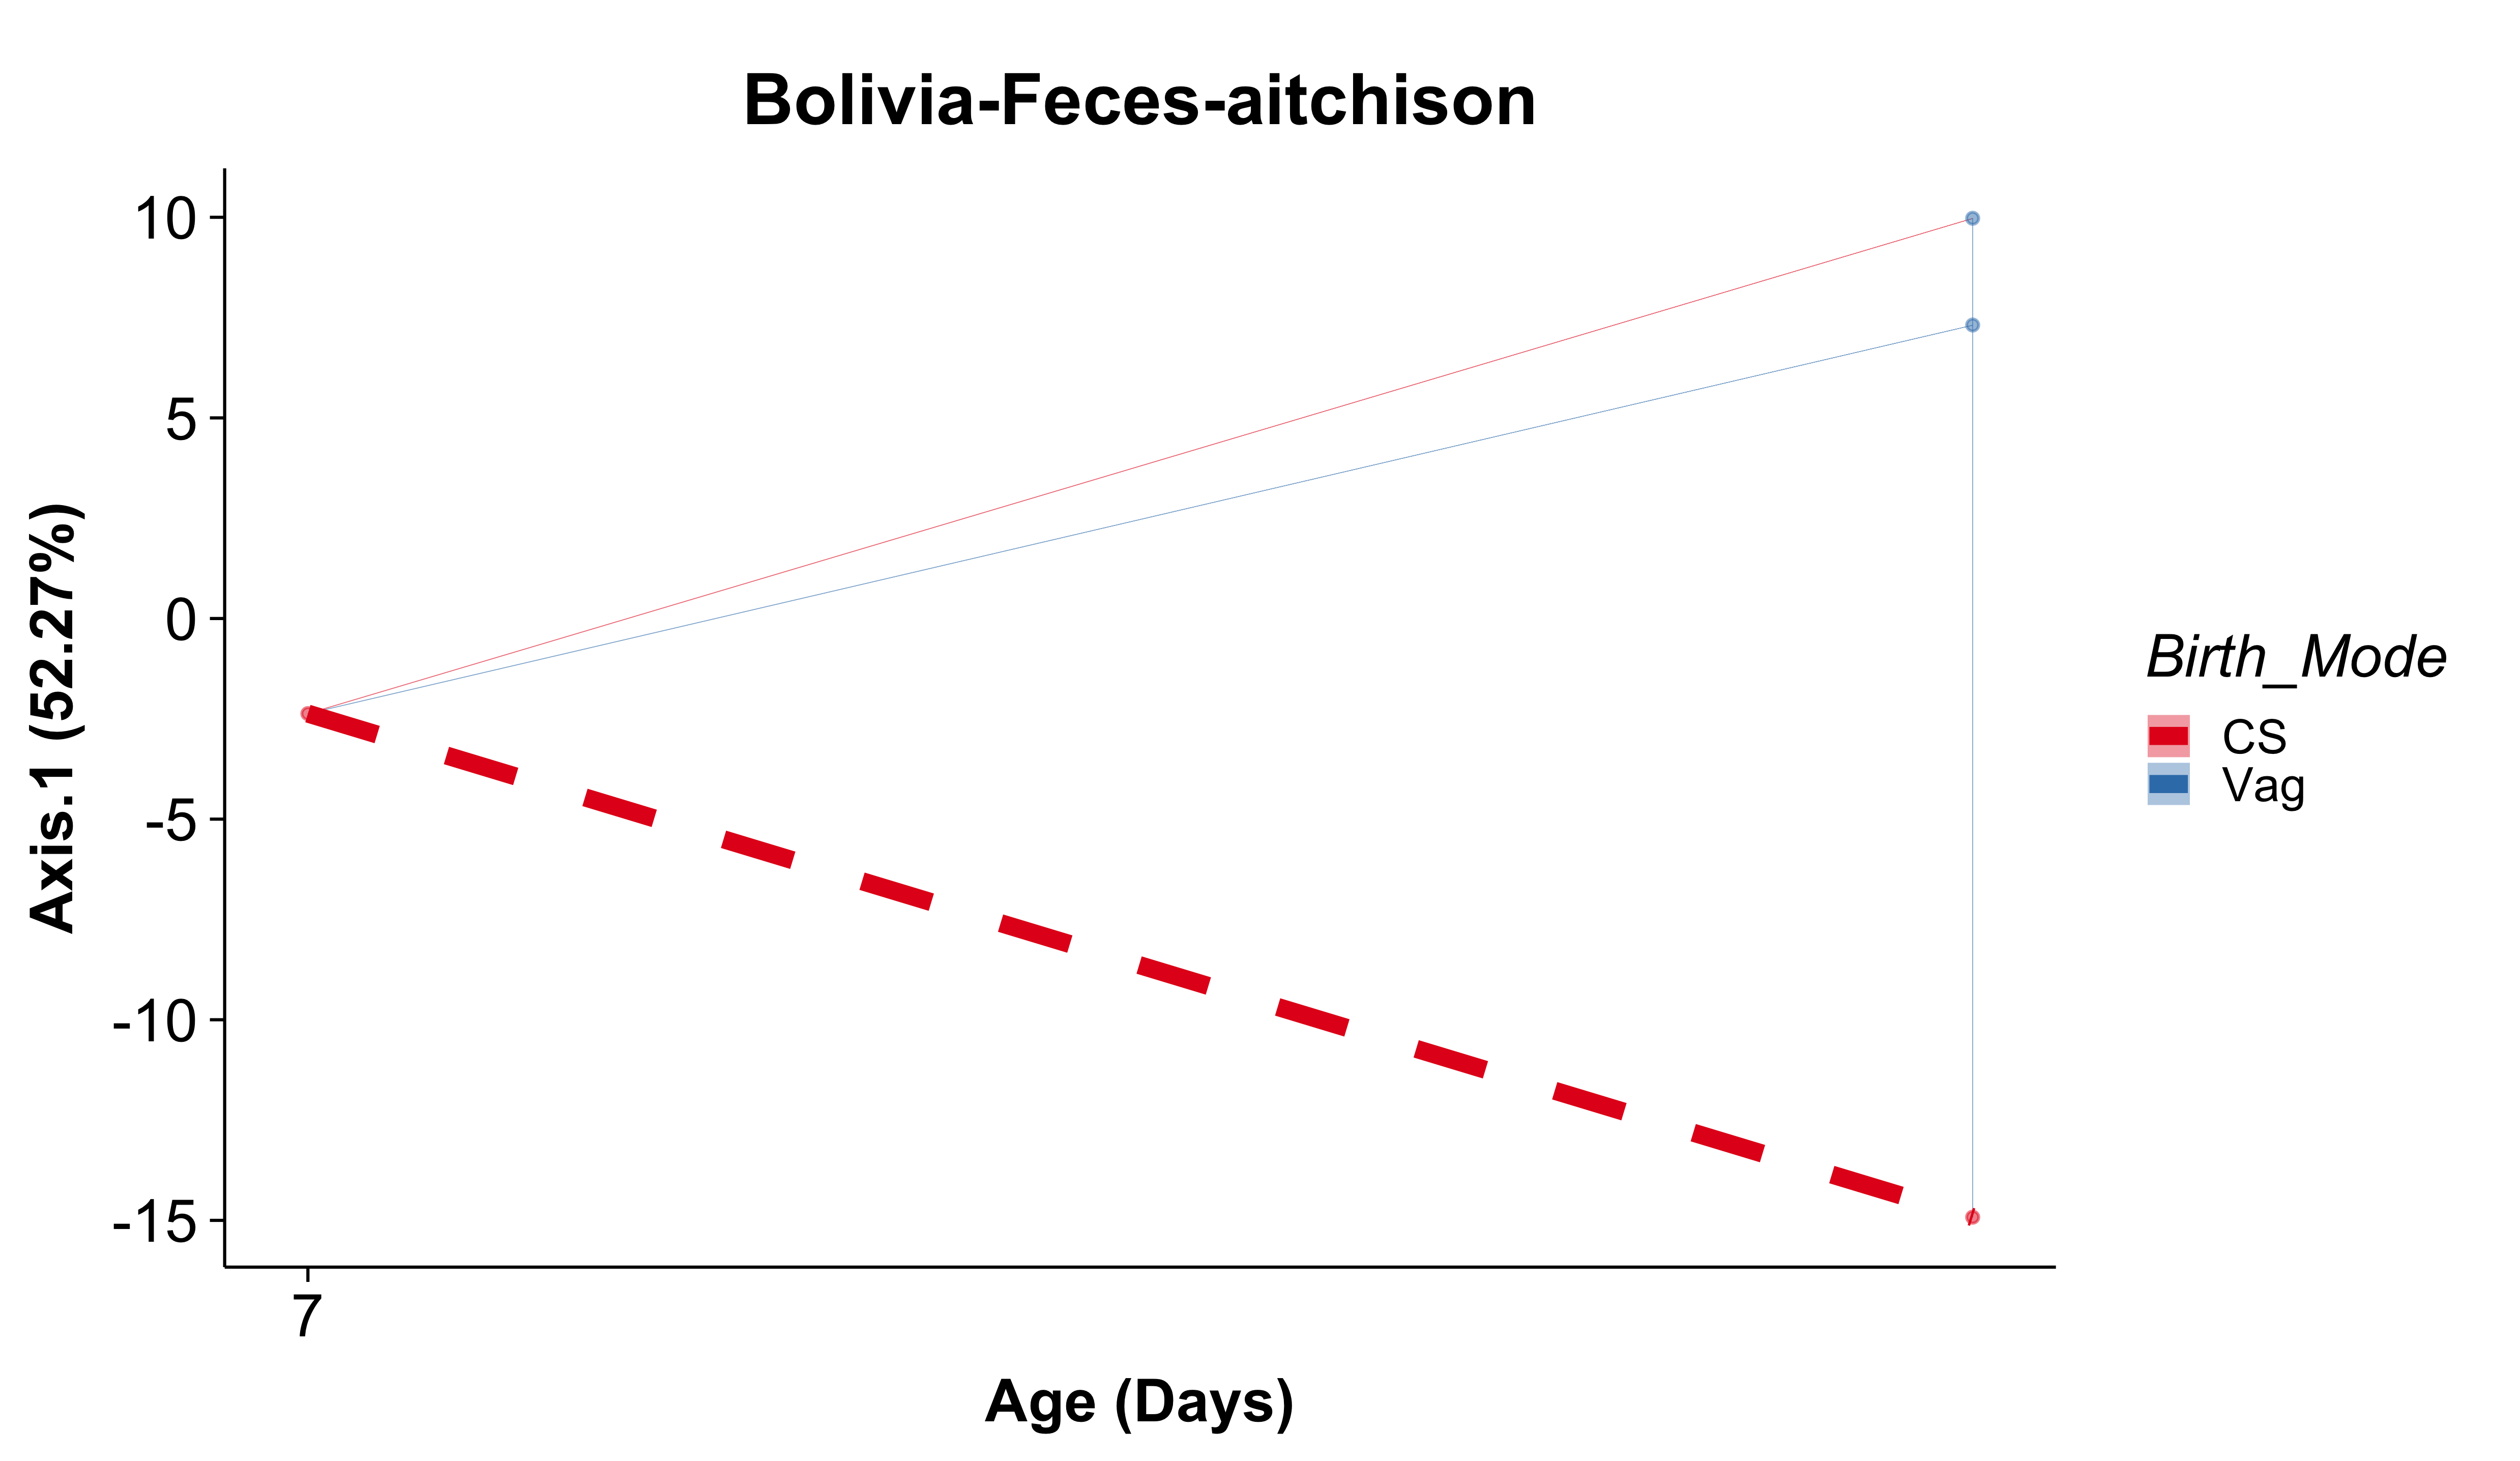 Bolivia-Feces-aitchison
Axis.1 (52.27%)
10
5
0
-5
-10
-15
7
Age (Days)
Birth_Mode
CS
Vag